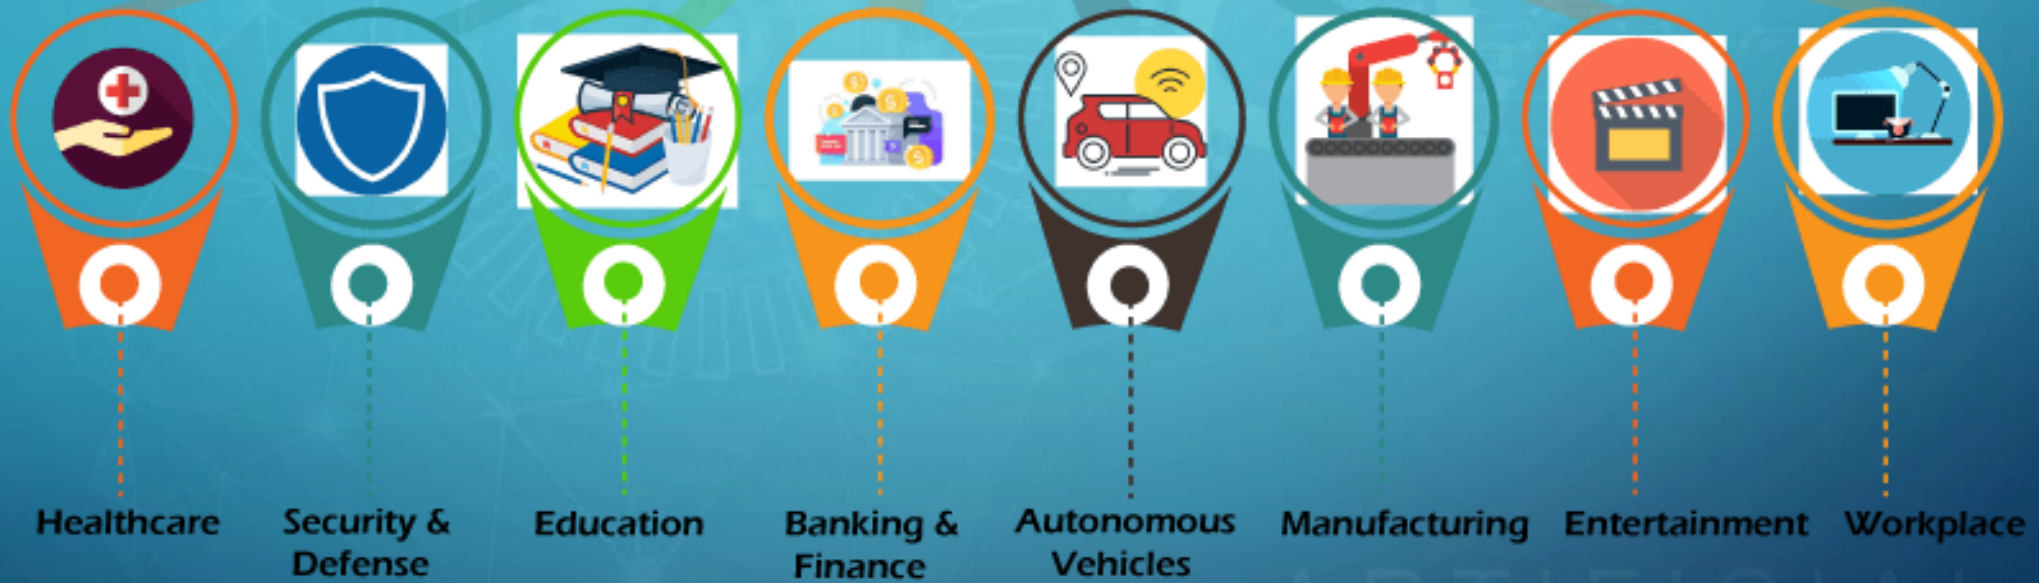 Healthcare
Security &
Defense
Education
Banking &
Finance
Autonomous
Vehicles
Manufacturing
Entertainment
Workplace